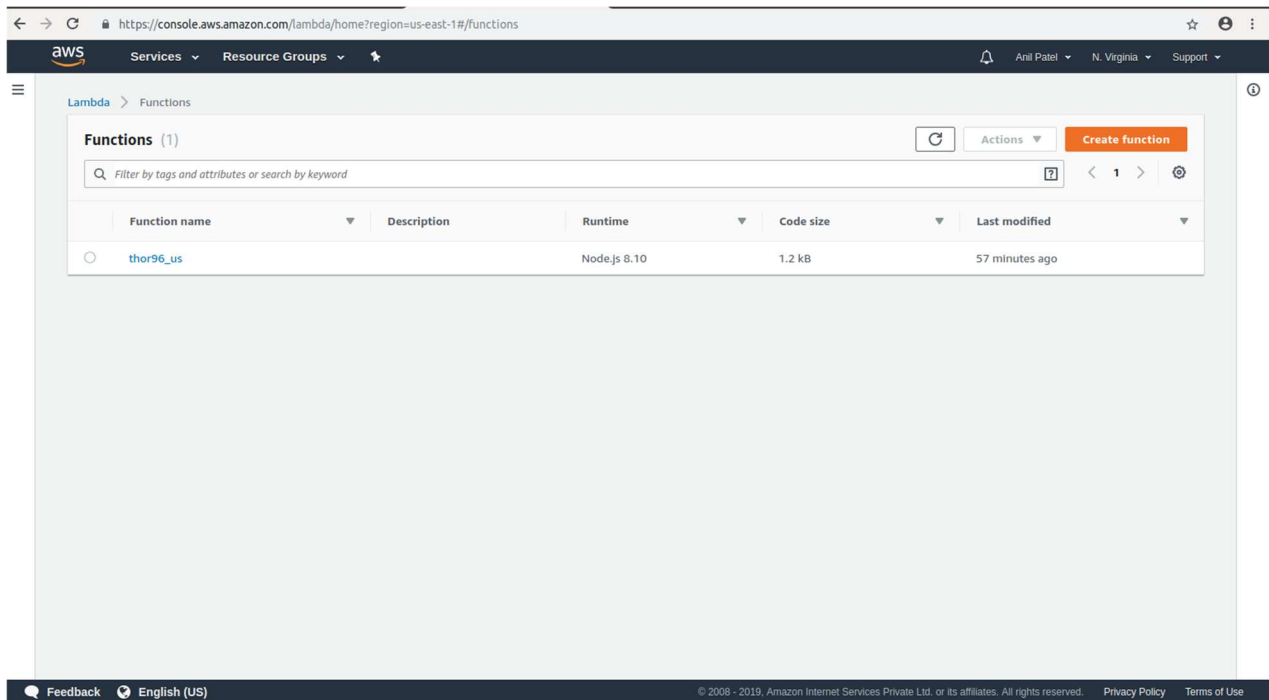 https://console.aws.amazon.com/lambda/home?region=us-east-1#/functions
aws Services Resource Groups Anil Patel N. Virginia Support
Lambda > Functions
Functions (1) Actions Create function
Filter by tags and attributes or search by keyword ? < 1 >
Function name Description Runtime Code size Last modified
thor96_us Node.js 8.10 1.2 kB 57 minutes ago
Feedback English (US) © 2008 - 2019, Amazon Internet Services Private Ltd. or its affiliates. All rights reserved. Privacy Policy Terms of Use